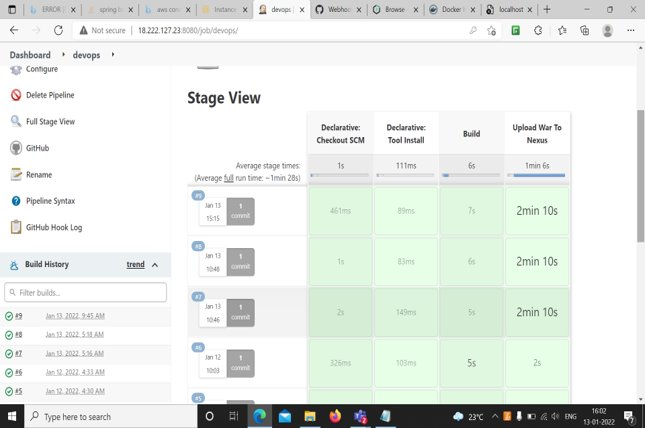 ERROR
spring b
aws con
Instance
devops
Webhoo
Browse -
Docker
localhost
Not secure | 18.222.127.23:8080/job/devops/
Dashboard
devops
Configure
Delete Pipeline
Full Stage View
GitHub
Rename
Pipeline Syntax
GitHub Hook Log
Build History
trend
Filter builds...
#9 Jan 13, 2022, 9:45 AM
#8 Jan 13, 2022, 5:18 AM
#7 Jan 13, 2022, 5:16 AM
#6 Jan 12, 2022, 4:33 AM
#5 Jan 12, 2022, 4:30 AM
Stage View
Declarative:
Checkout SCM
Declarative:
Tool Install
Build
Upload War To
Nexus
Average stage times:
(Average full run time: ~1min 28s)
1s
111ms
6s
1min 6s
#9
Jan 13
15:15
1
commit
461ms
89ms
7s
2min 10s
#8
Jan 13
10:48
1
commit
1s
83ms
6s
2min 10s
#7
Jan 13
10:46
1
commit
2s
149ms
5s
2min 10s
#6
Jan 12
10:03
1
commit
326ms
103ms
5s
2s
#5
Type here to search
23°C
ENG
16:02
13-01-2022